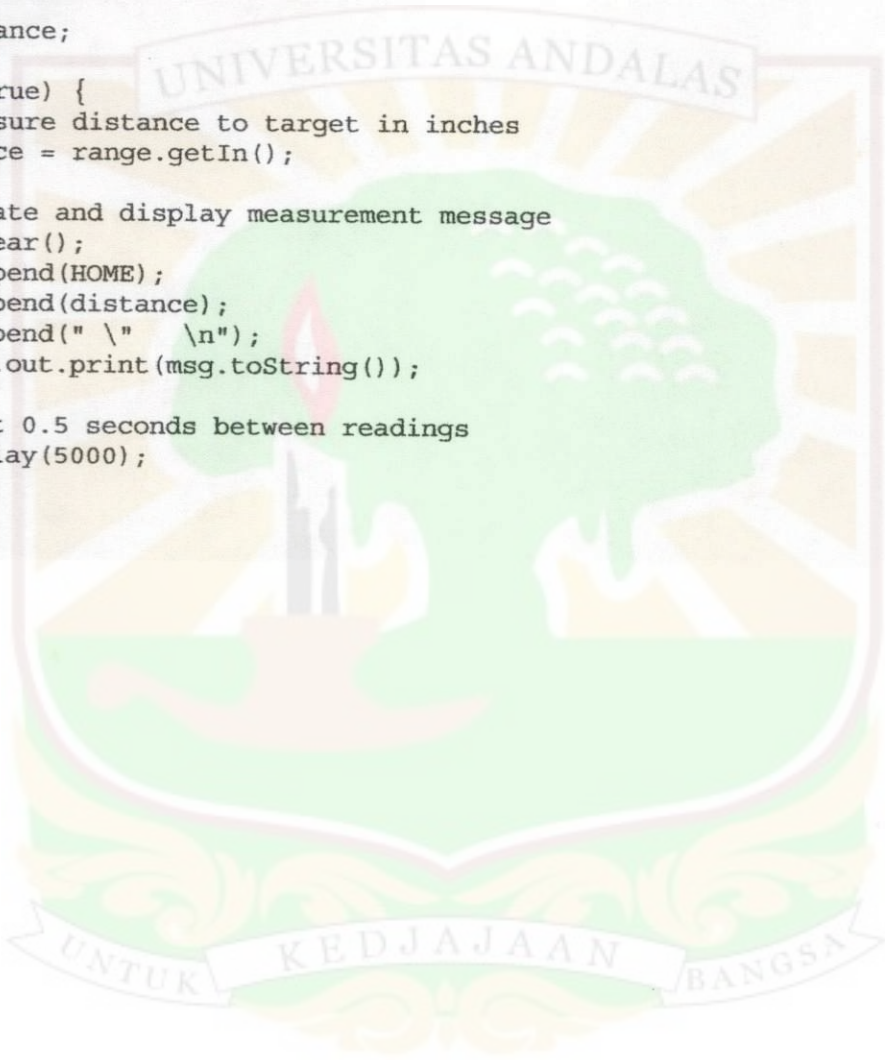 ance;
UNIVERSITAS ANDALAS
rue) {
sure distance to target in inches
ce = range.getIn();
ate and display measurement message
ear();
pend(HOME);
pend(distance);
pend(" \"    \n");
.out.print(msg.toString());
t 0.5 seconds between readings
lay(5000);
UNTUK KEDJAJAAN BANGSA